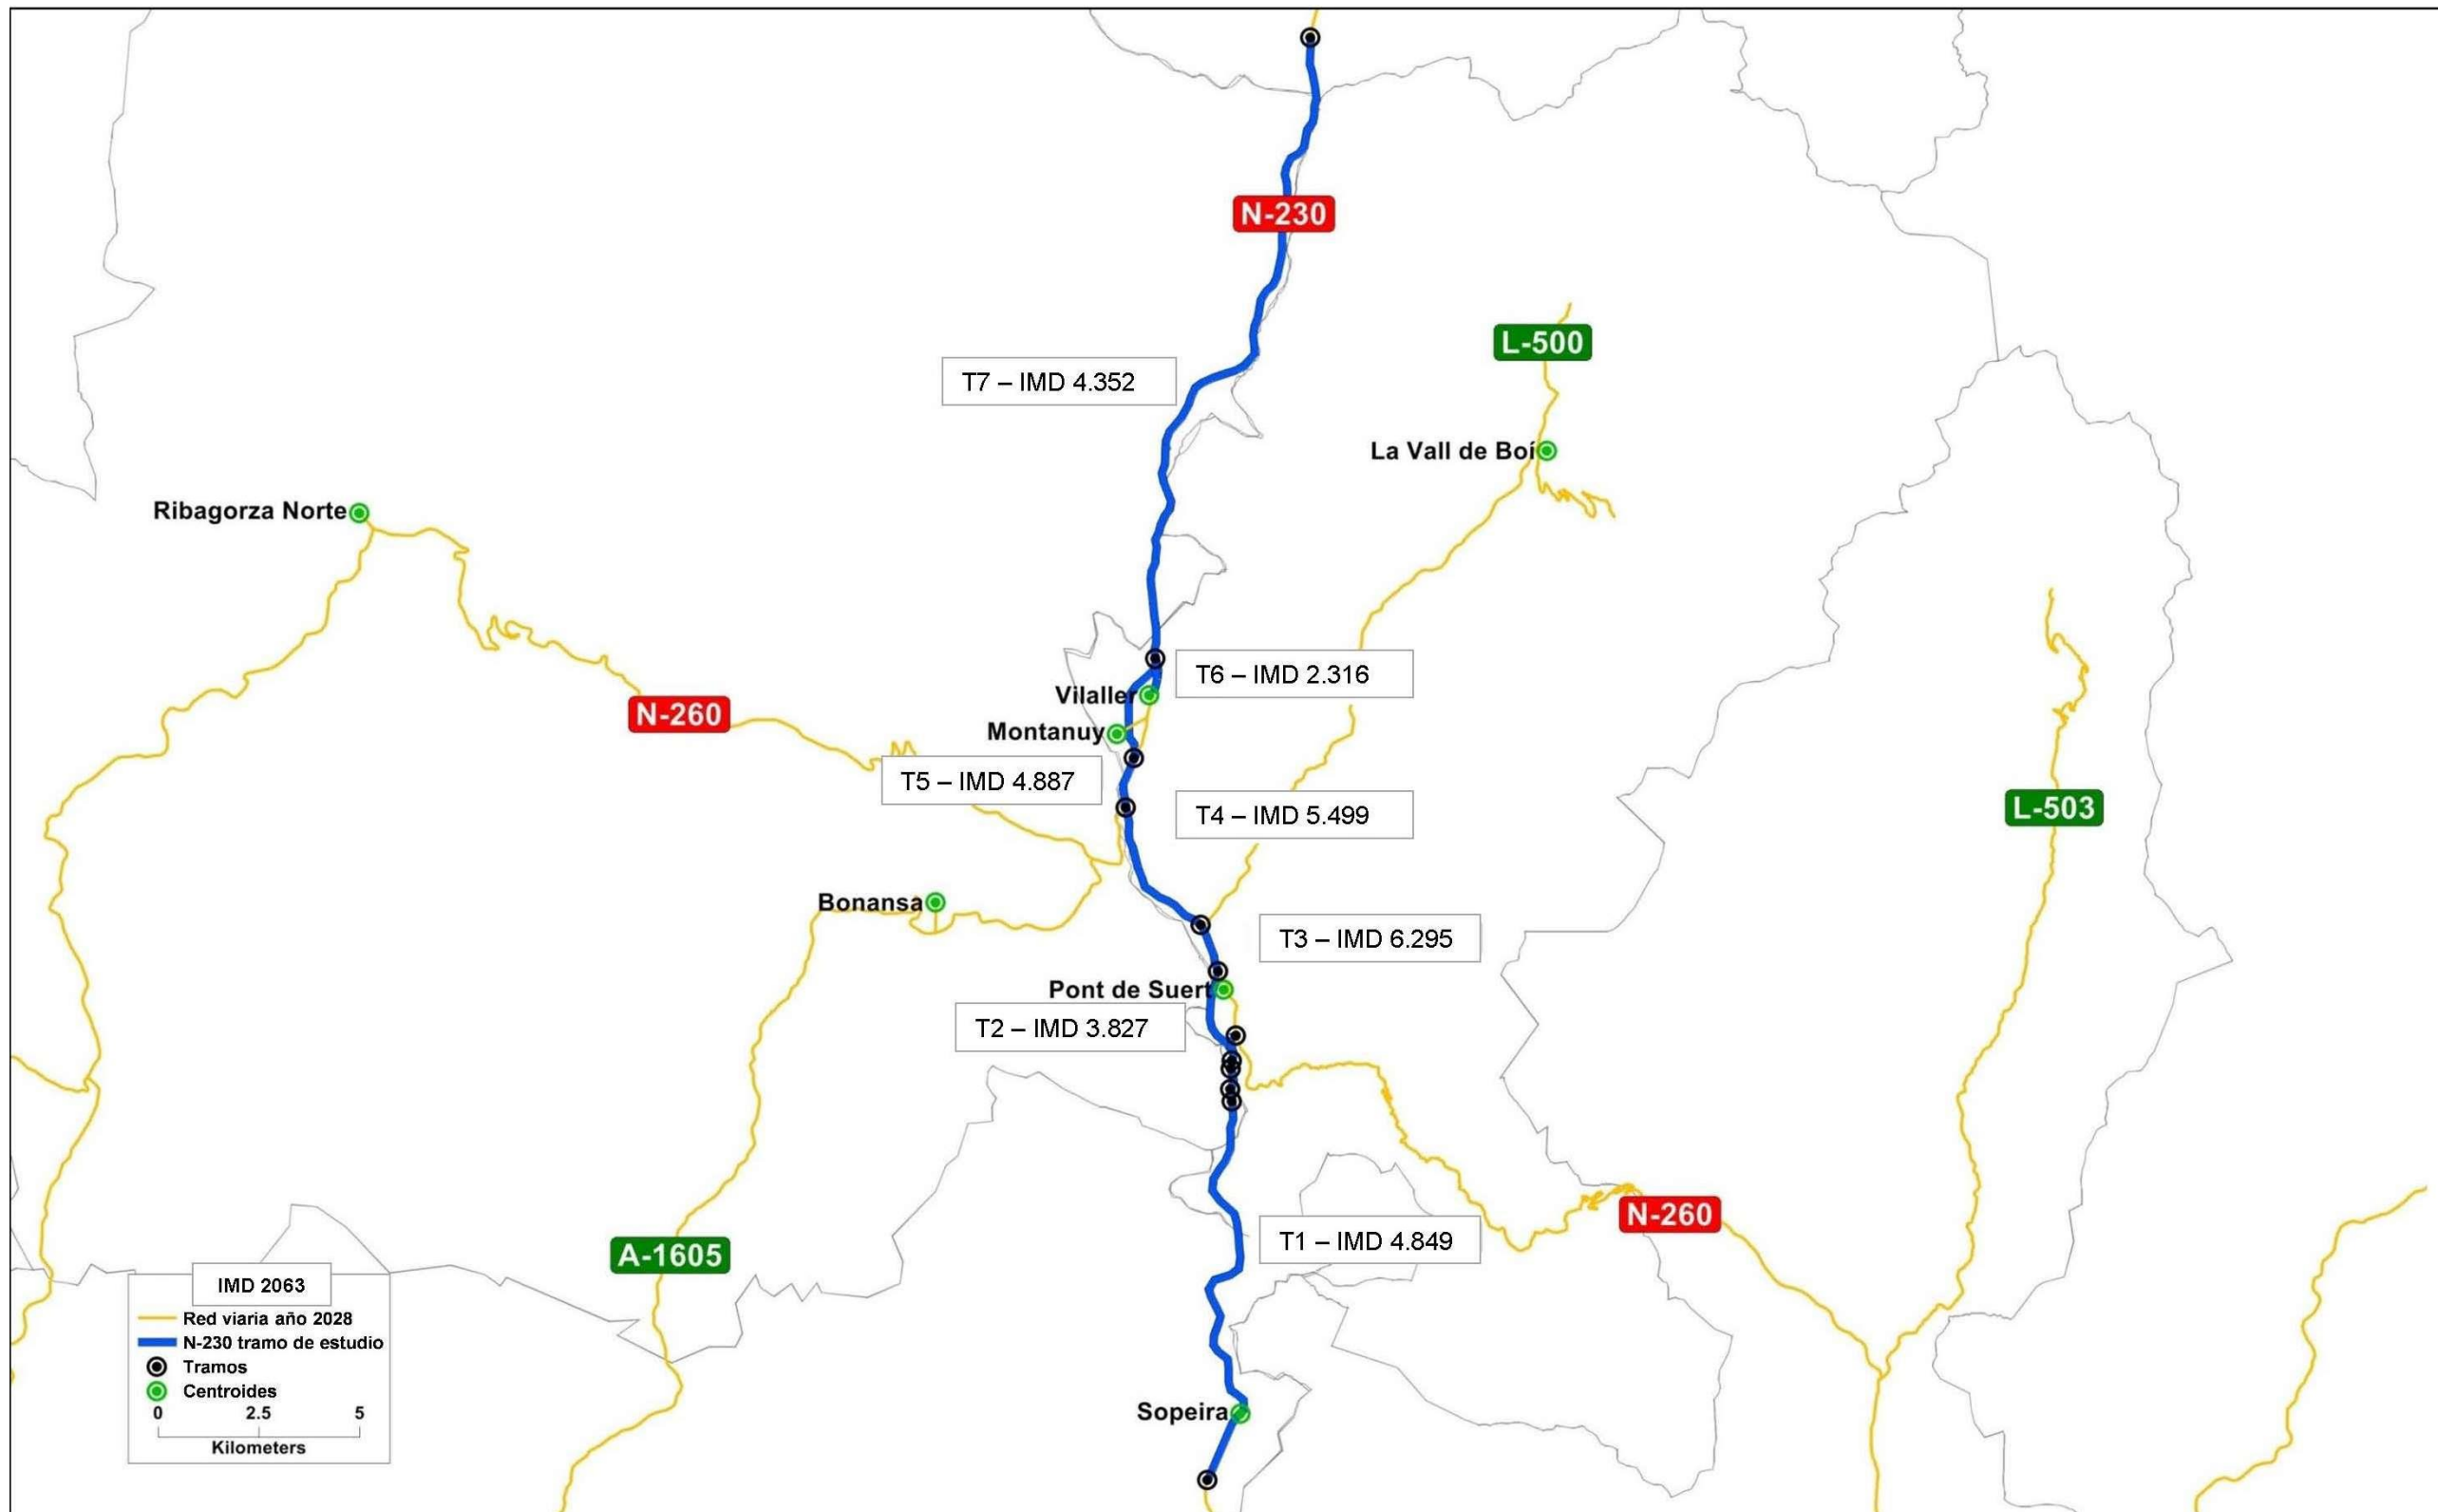 N-230
L-500
T7 – IMD 4.352
La Vall de Boí
Ribagorza Norte
T6 – IMD 2.316
Vilaller
N-260
Montanuy
T5 – IMD 4.887
L-503
T4 – IMD 5.499
Bonansa
T3 – IMD 6.295
Pont de Suert
T2 – IMD 3.827
N-260
T1 – IMD 4.849
A-1605
IMD 2063
Red viaria año 2028
N-230 tramo de estudio
Tramos
Centroides
0 2.5 5
Kilometers
Sopeira